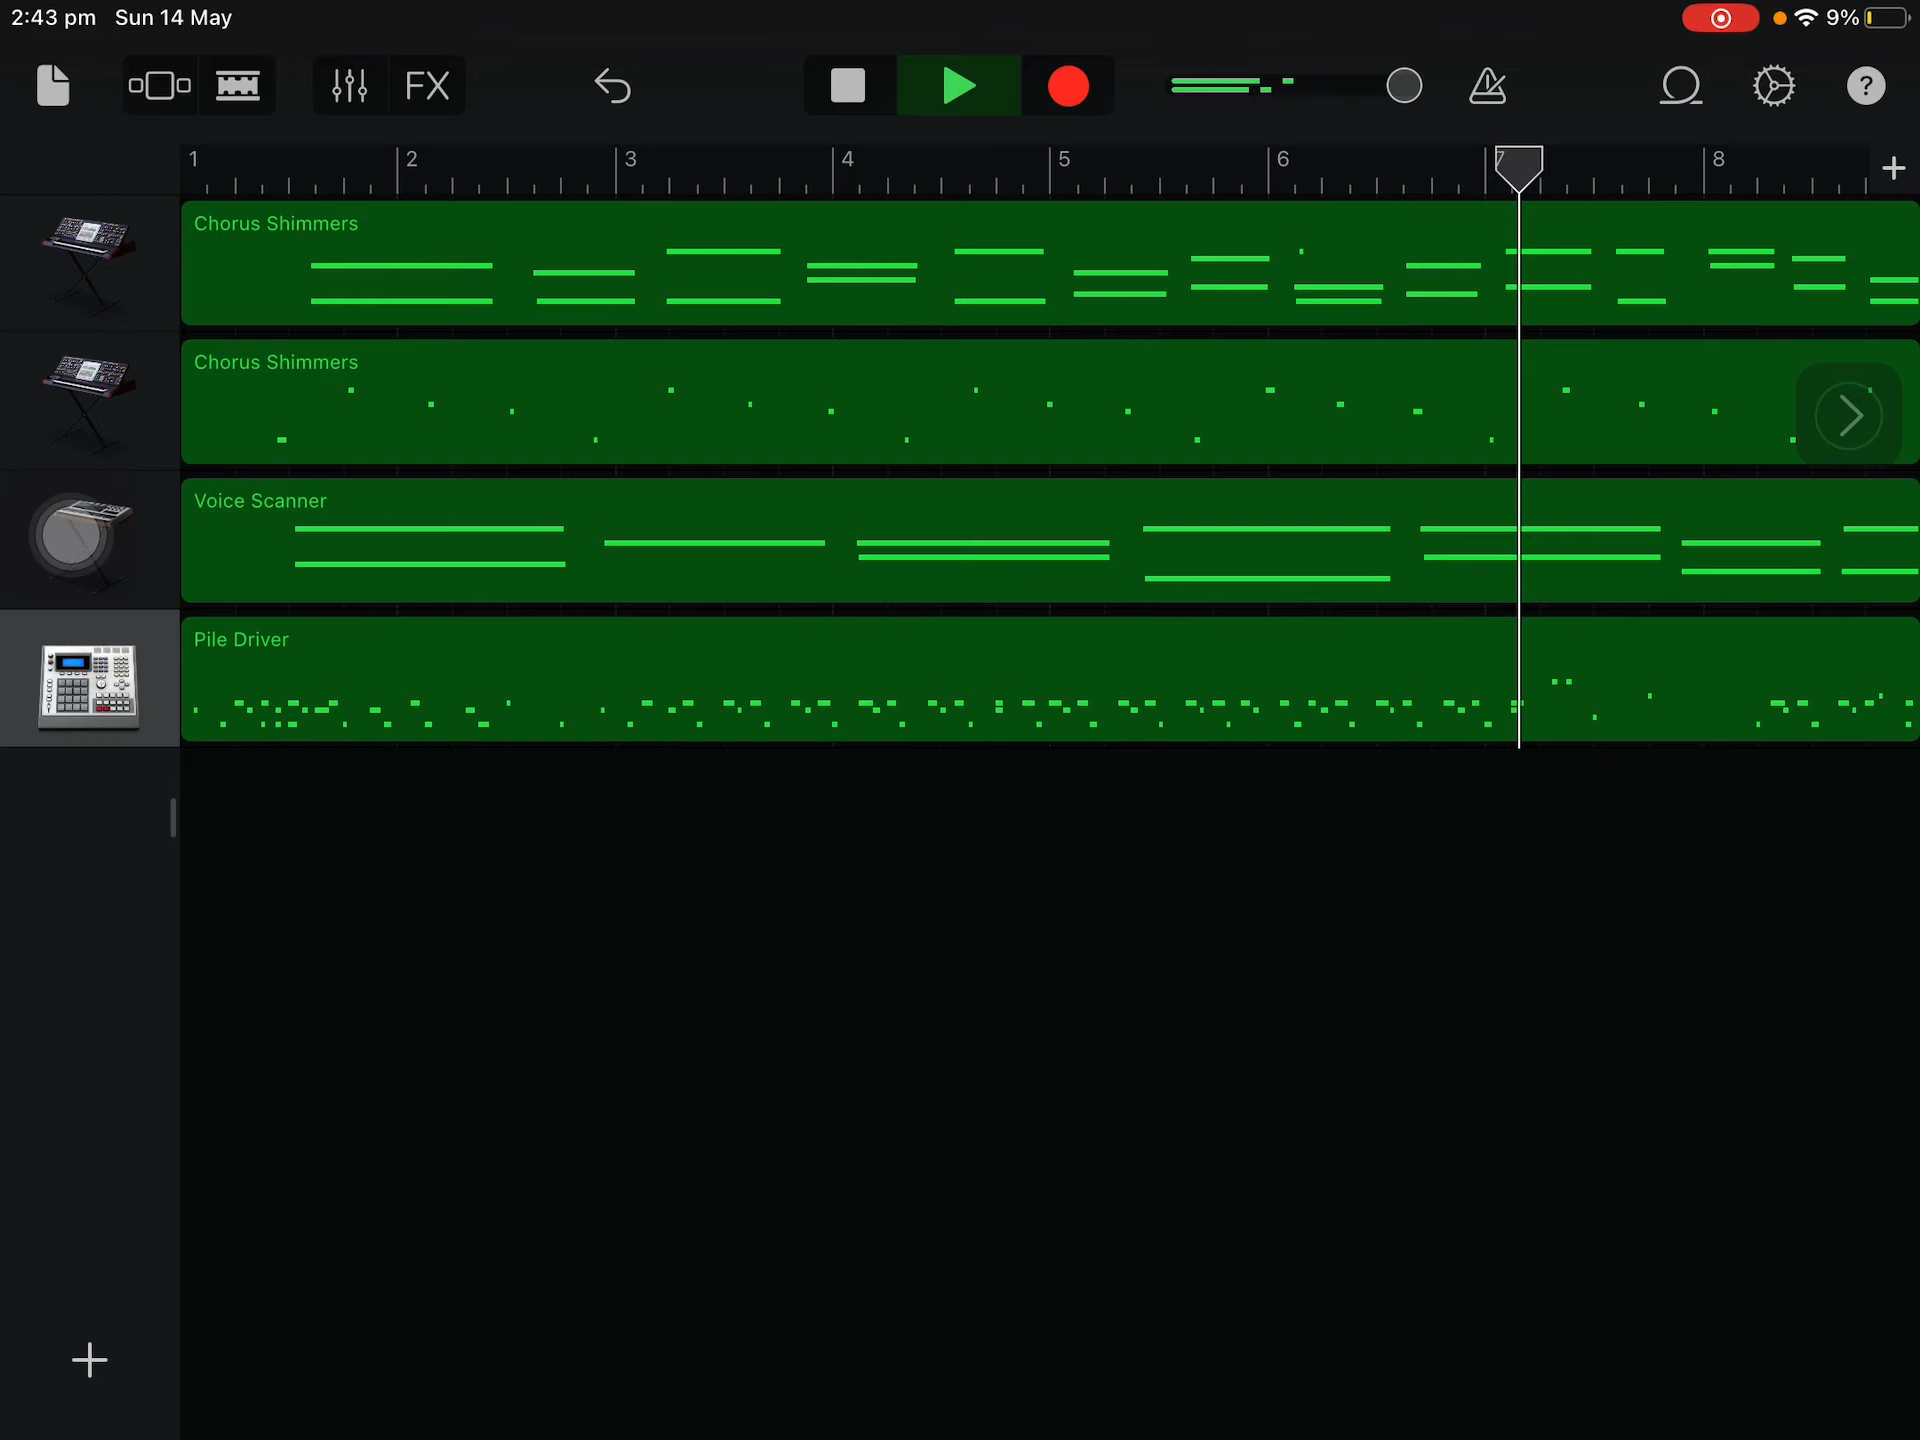 2:43 pm Sun 14 May 9%
FX ?
1 2 3 4 5 6 7 8 +
Chorus Shimmers
Chorus Shimmers
Voice Scanner
Pile Driver
+